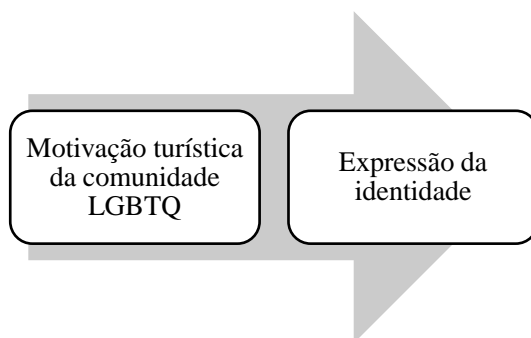 Motivação turística
da comunidade
LGBTQ
Expressão da
identidade